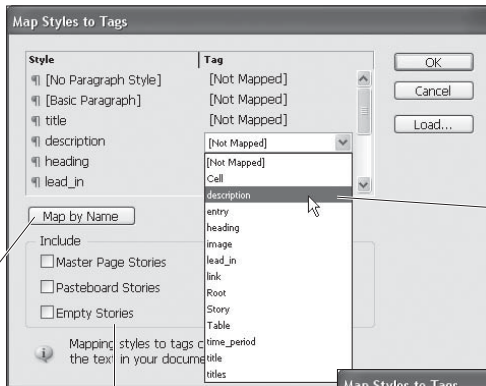 Map Styles to Tags
Style Tag
¶ [No Paragraph Style] [Not Mapped]
¶ [Basic Paragraph] [Not Mapped]
¶ title [Not Mapped]
¶ description [Not Mapped]
¶ heading
¶ lead_in
OK
Cancel
Load...
[Not Mapped]
Cell
description
entry
heading
image
lead_in
link
Root
Story
Table
time_period
title
titles
Map by Name
Include
Master Page Stories
Pasteboard Stories
Empty Stories
Mapping styles to tags c
the text in your docume
Map Styles to Tags